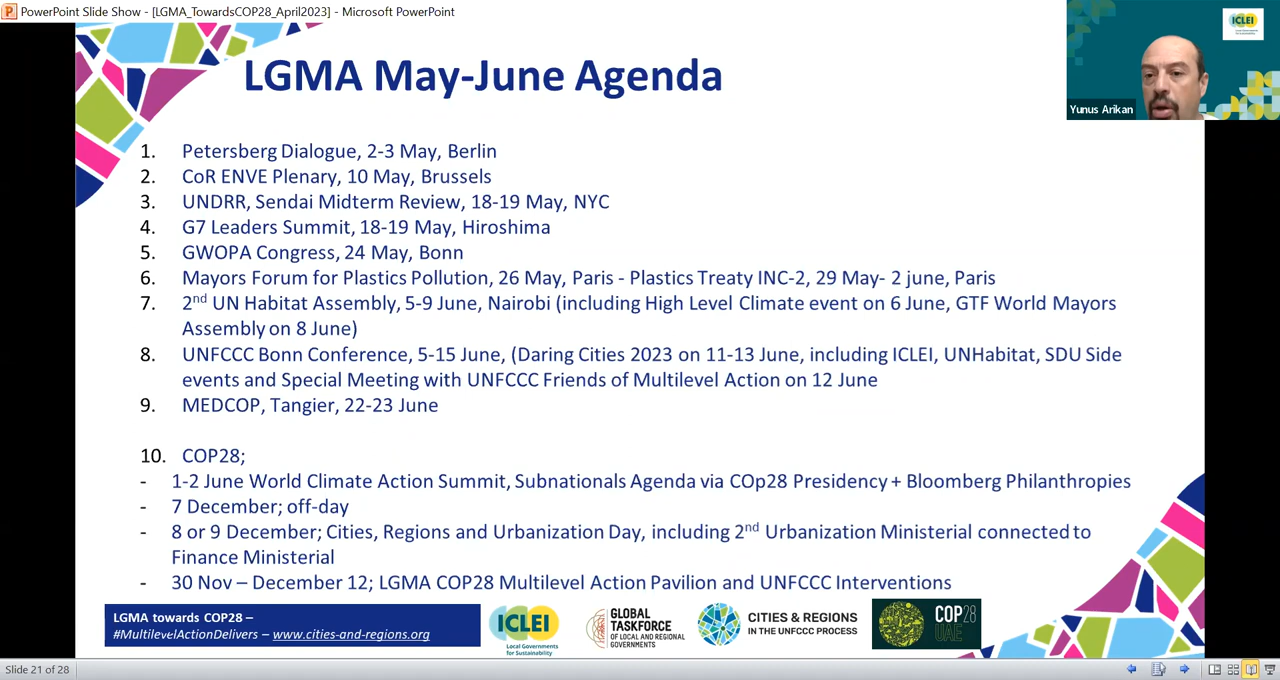 PowerPoint Slide Show - [LGMA_TowardsCOP28_April2023] - Microsoft PowerPoint
LGMA May-June Agenda
ICLEI
Local Governments for Sustainability
Yunus Arikan
1. Petersberg Dialogue, 2-3 May, Berlin
2. CoR ENVE Plenary, 10 May, Brussels
3. UNDRR, Sendai Midterm Review, 18-19 May, NYC
4. G7 Leaders Summit, 18-19 May, Hiroshima
5. GWOPA Congress, 24 May, Bonn
6. Mayors Forum for Plastics Pollution, 26 May, Paris - Plastics Treaty INC-2, 29 May- 2 june, Paris
7. 2nd UN Habitat Assembly, 5-9 June, Nairobi (including High Level Climate event on 6 June, GTF World Mayors
Assembly on 8 June)
8. UNFCCC Bonn Conference, 5-15 June, (Daring Cities 2023 on 11-13 June, including ICLEI, UNHabitat, SDU Side
events and Special Meeting with UNFCCC Friends of Multilevel Action on 12 June
9. MEDCOP, Tangier, 22-23 June
10. COP28;
- 1-2 June World Climate Action Summit, Subnationals Agenda via COp28 Presidency + Bloomberg Philanthropies
- 7 December; off-day
- 8 or 9 December; Cities, Regions and Urbanization Day, including 2nd Urbanization Ministerial connected to
Finance Ministerial
- 30 Nov – December 12; LGMA COP28 Multilevel Action Pavilion and UNFCCC Interventions
LGMA towards COP28 –
#MultilevelActionDelivers – www.cities-and-regions.org
ICLEI
Local Governments
for Sustainability
GLOBAL
TASKFORCE
OF LOCAL AND REGIONAL
GOVERNMENTS
CITIES & REGIONS
IN THE UNFCCC PROCESS
COP28
UAE
Slide 21 of 28